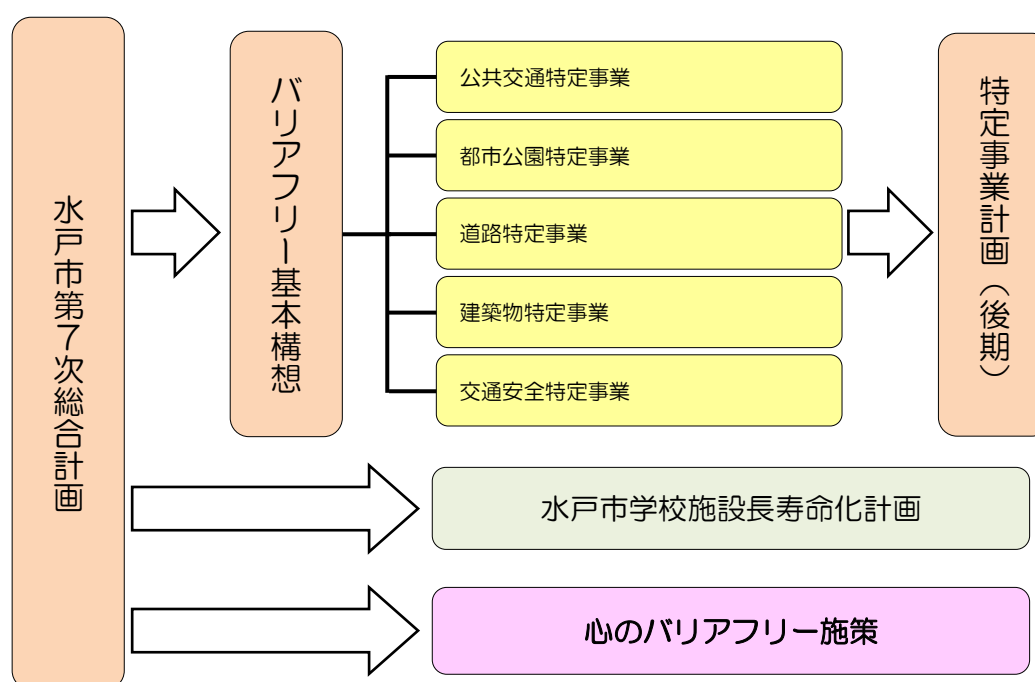 水戸市第７次総合計画
バリアフリー基本構想
公共交通特定事業
都市公園特定事業
道路特定事業
建築物特定事業
交通安全特定事業
特定事業計画（後期）
水戸市学校施設長寿命化計画
心のバリアフリー施策